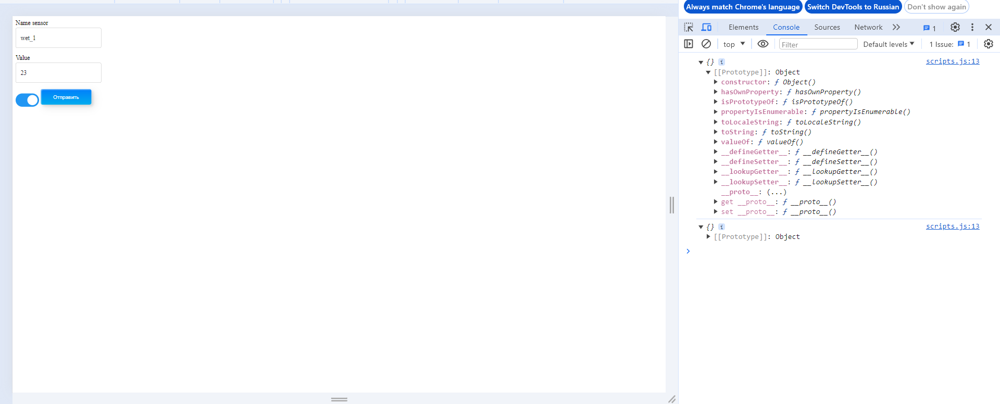 Name sensor
wet_1
Value
23
Отправить
Always match Chrome's language Switch DevTools to Russian Don't show again
Elements Console Sources Network 1
top Filter Default levels 1 Issue: 1
{} i scripts.js:13
[[Prototype]]: Object
constructor: ƒ Object()
hasOwnProperty: ƒ hasOwnProperty()
isPrototypeOf: ƒ isPrototypeOf()
propertyIsEnumerable: ƒ propertyIsEnumerable()
toLocaleString: ƒ toLocaleString()
toString: ƒ toString()
valueOf: ƒ valueOf()
__defineGetter__: ƒ __defineGetter__()
__defineSetter__: ƒ __defineSetter__()
__lookupGetter__: ƒ __lookupGetter__()
__lookupSetter__: ƒ __lookupSetter__()
__proto__: (...)
get __proto__: ƒ __proto__()
set __proto__: ƒ __proto__()
{} i scripts.js:13
[[Prototype]]: Object